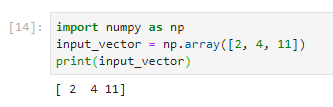 [14]: import numpy as np
input_vector = np.array([2, 4, 11])
print(input_vector)
[ 2  4 11]